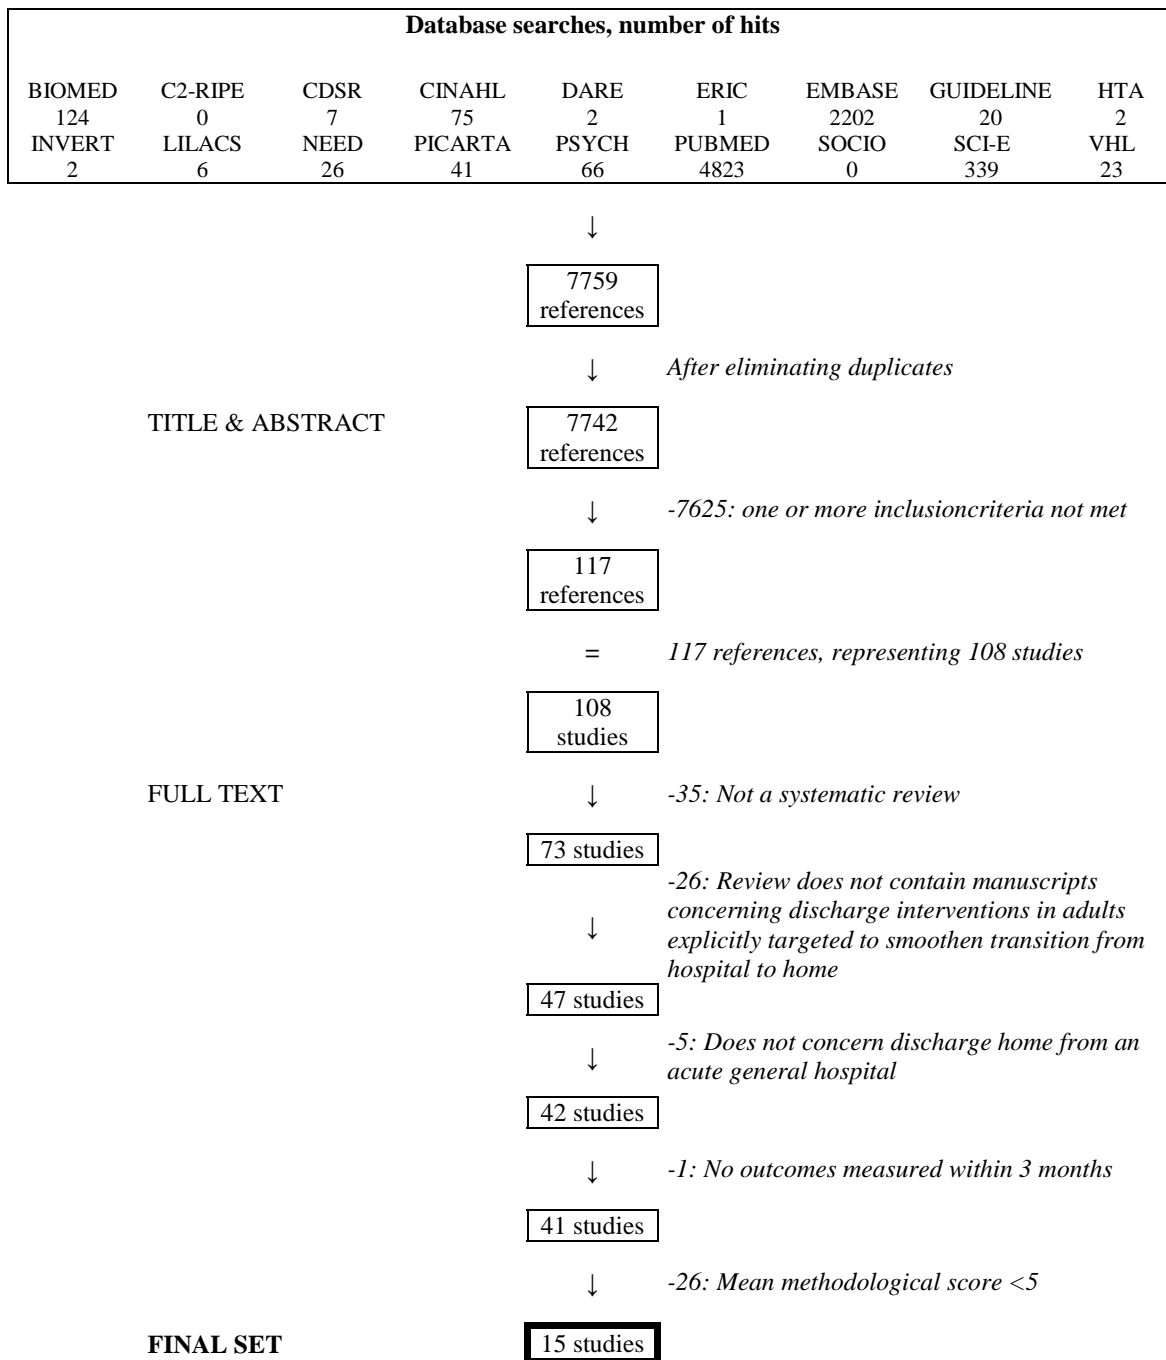 Database searches, number of hits
BIOMED C2-RIPE CDSR CINAHL DARE ERIC EMBASE GUIDELINE HTA
124 0 7 75 2 1 2202 20 2
INVERT LILACS NEED PICARTA PSYCH PUBMED SOCIO SCI-E VHL
2 6 26 41 66 4823 0 339 23
↓
7759
references
↓ After eliminating duplicates
TITLE & ABSTRACT 7742
references
↓ -7625: one or more inclusioncriteria not met
117
references
= 117 references, representing 108 studies
108
studies
FULL TEXT ↓ -35: Not a systematic review
73 studies
-26: Review does not contain manuscripts
concerning discharge interventions in adults
↓ explicitly targeted to smoothen transition from
hospital to home
47 studies
-5: Does not concern discharge home from an
↓ acute general hospital
42 studies
↓ -1: No outcomes measured within 3 months
41 studies
↓ -26: Mean methodological score <5
FINAL SET 15 studies